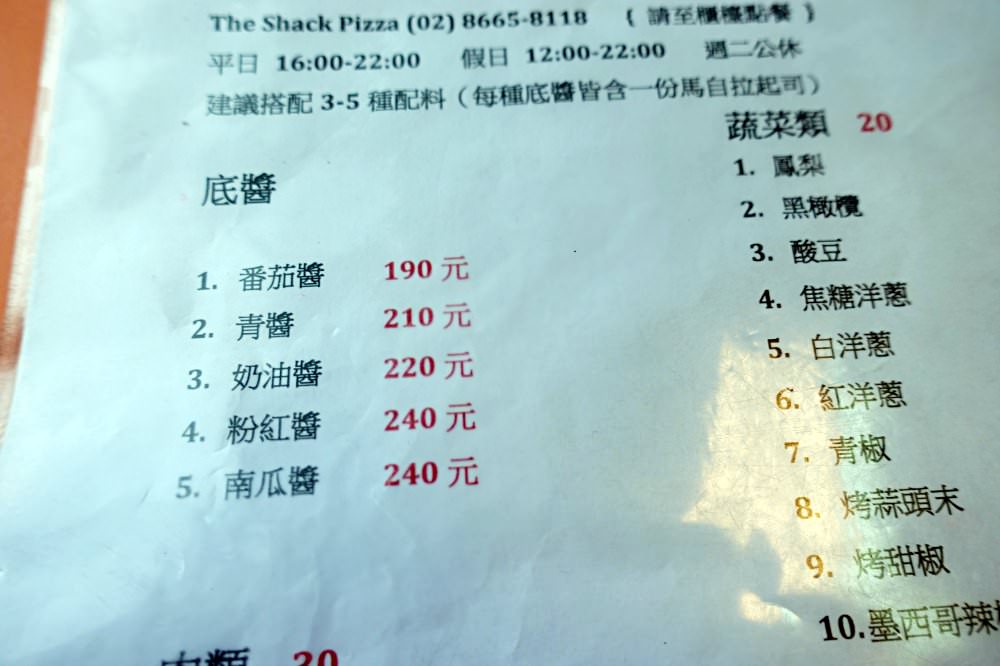 The Shack Pizza (02) 8665-8118 ( 請至櫃檯點餐 )
平日 16:00-22:00 假日 12:00-22:00 週二公休
建議搭配 3-5 種配料（每種底醬皆含一份馬自拉起司）
底醬
1. 番茄醬 190 元
2. 青醬 210 元
3. 奶油醬 220 元
4. 粉紅醬 240 元
5. 南瓜醬 240 元
蔬菜類 20
1. 鳳梨
2. 黑橄欖
3. 酸豆
4. 焦糖洋蔥
5. 白洋蔥
6. 紅洋蔥
7. 青椒
8. 烤蒜頭末
9. 烤甜椒
10.墨西哥辣
肉類 30